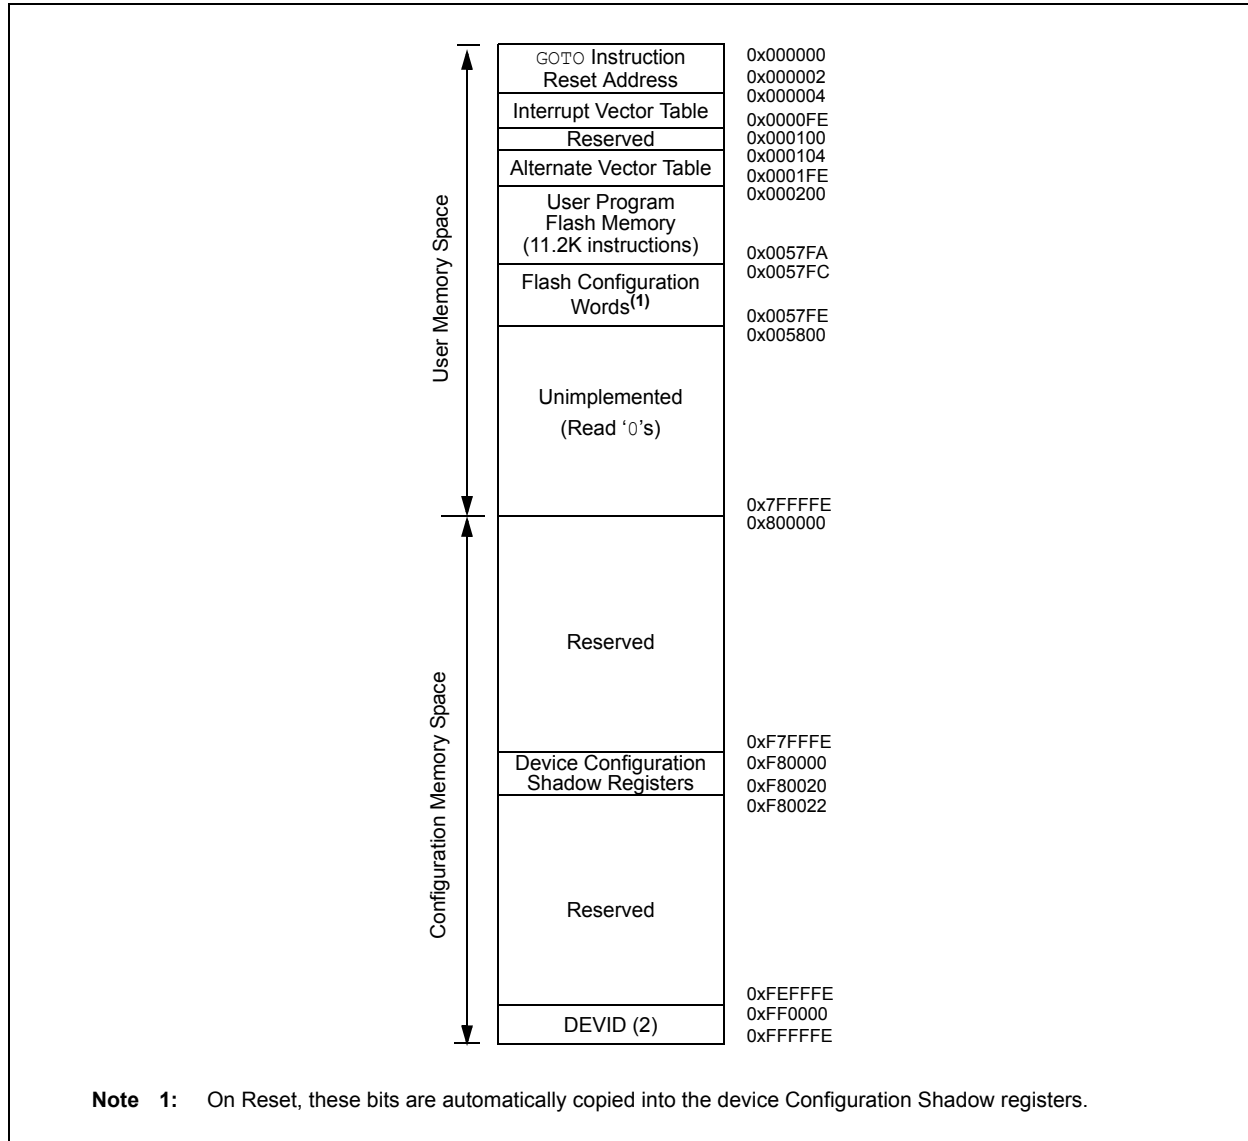 GOTO Instruction
Reset Address
0x000000
0x000002
0x000004
Interrupt Vector Table
0x0000FE
Reserved
0x000100
0x000104
Alternate Vector Table
0x0001FE
0x000200
User Program
Flash Memory
(11.2K instructions)
0x0057FA
0x0057FC
Flash Configuration
Words(1)
0x0057FE
0x005800
User Memory Space
Unimplemented
(Read ‘0’s)
0x7FFFFE
0x800000
Reserved
0xF7FFFE
Device Configuration
Shadow Registers
0xF80000
0xF80020
0xF80022
Configuration Memory Space
Reserved
0xFEFFFE
0xFF0000
DEVID (2)
0xFFFFFE
Note 1: On Reset, these bits are automatically copied into the device Configuration Shadow registers.